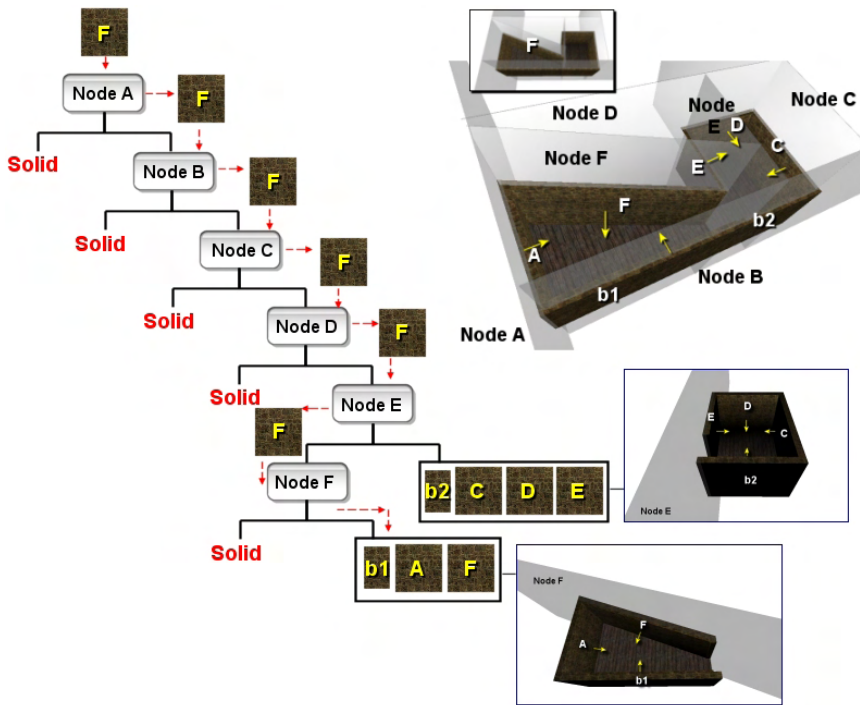 F
Node A
F
Solid
Node B
F
Solid
Node C
F
Solid
Node D
F
Solid
Node E
F
Node F
b2 C D E
Solid
b1 A F
F
Node C
Node D
Node
E
D
C
E
Node F
F
b2
A
Node B
b1
Node A
D
E
C
b2
Node E
Node F
F
A
b1